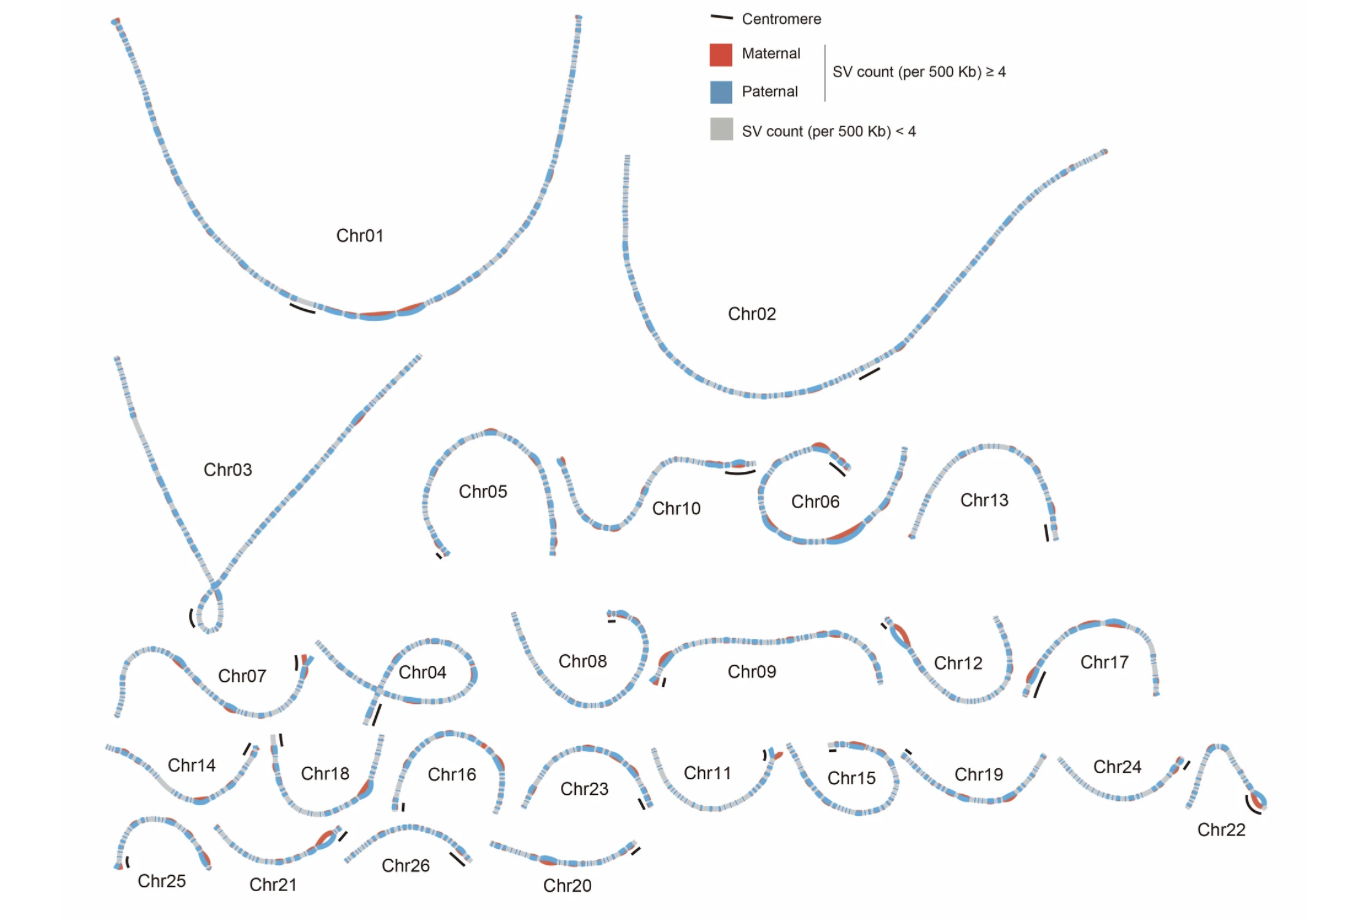 Centromere
Maternal
SV count (per 500 Kb) ≥ 4
Paternal
SV count (per 500 Kb) < 4
Chr01
Chr02
Chr03
Chr05
Chr10
Chr06
Chr13
Chr07
Chr04
Chr08
Chr09
Chr12
Chr17
Chr14
Chr18
Chr16
Chr23
Chr11
Chr15
Chr19
Chr24
Chr22
Chr25
Chr21
Chr26
Chr20